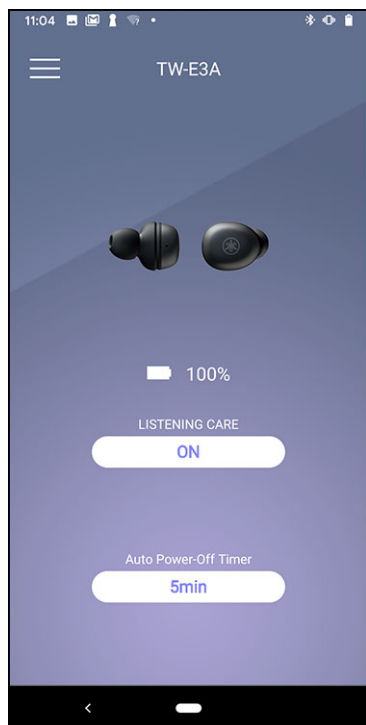 11:04
TW-E3A
100%
LISTENING CARE
ON
Auto Power-Off Timer
5min